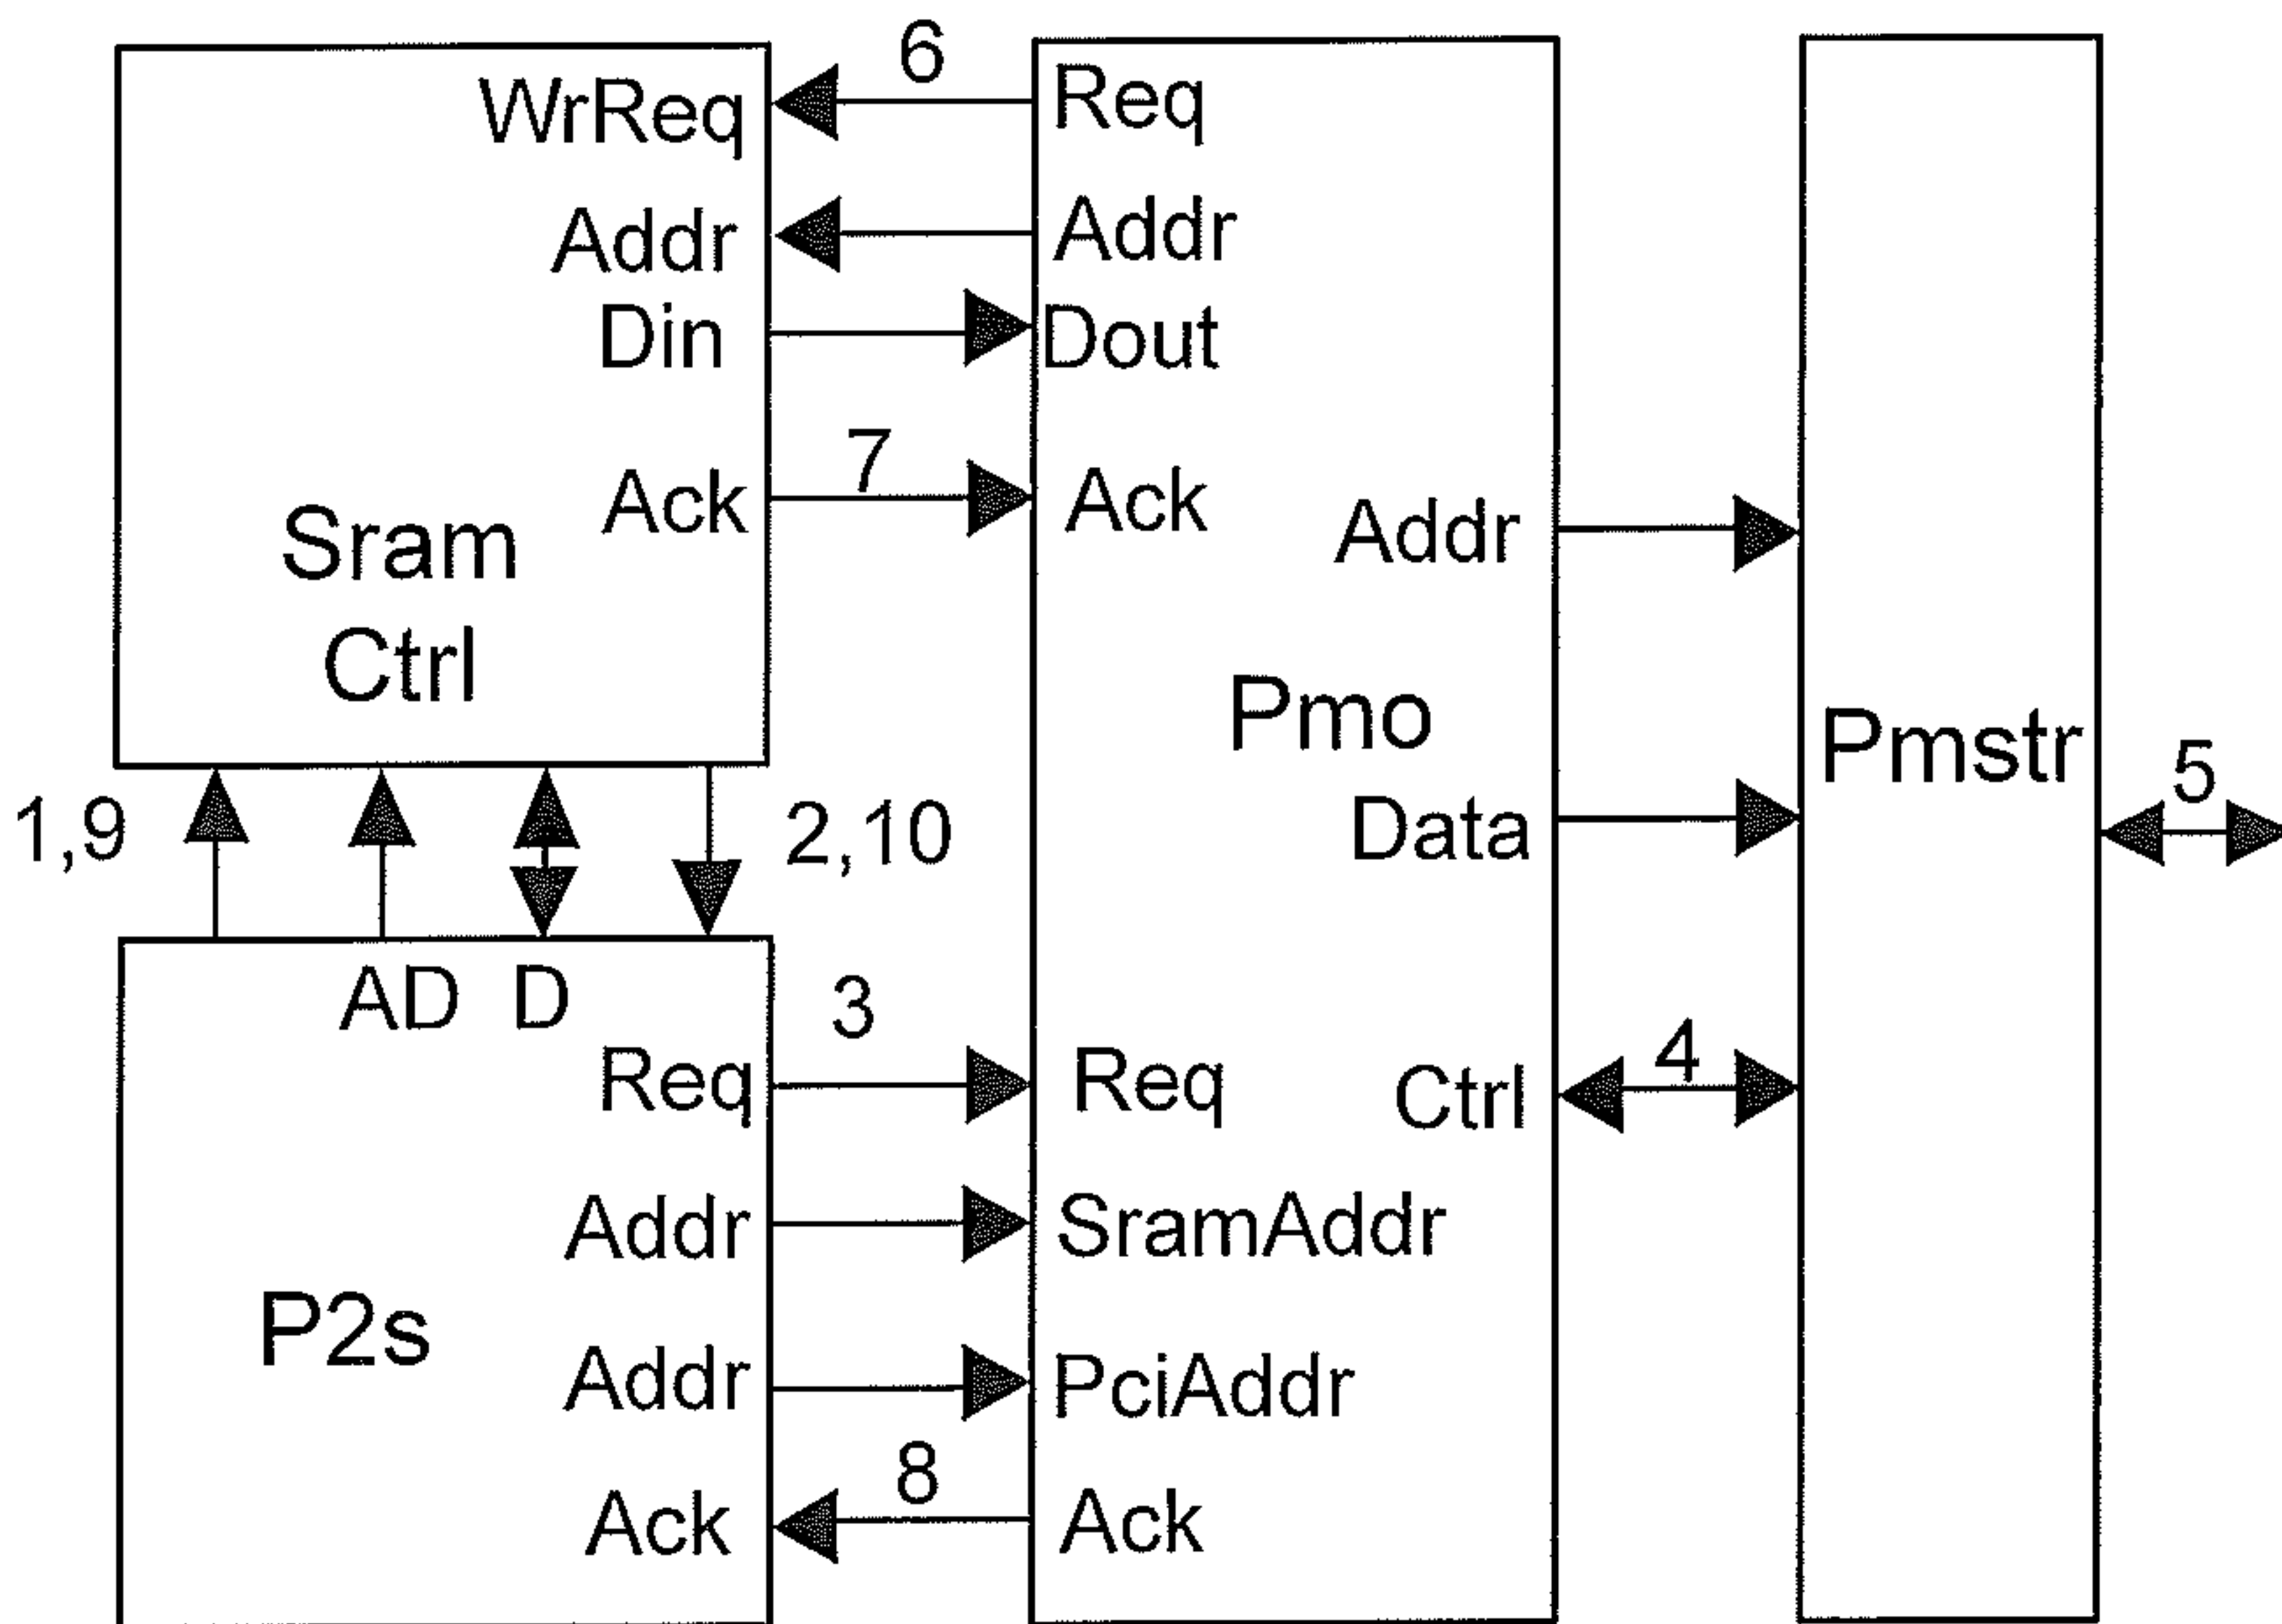 6
WrReq
Req
Addr
Addr
Din
Dout
7
Ack
Ack
Addr
Sram
Ctrl
Pmo
Pmstr
5
1,9
2,10
Data
AD
D
3
4
Req
Req
Ctrl
Addr
SramAddr
P2s
Addr
PciAddr
8
Ack
Ack